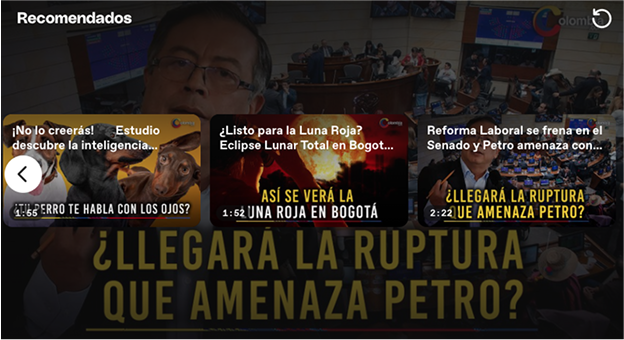 Recomendados
Colombia
¡No lo creerás! Estudio
descubre la inteligencia...
¿TU PERRO TE HABLA CON LOS OJOS?
1:55
¿Listo para la Luna Roja?
Eclipse Lunar Total en Bogot...
ASÍ SE VERÁ LA
LUNA ROJA EN BOGOTÁ
1:52
Reforma Laboral se frena en el
Senado y Petro amenaza con...
¿LLEGARÁ LA RUPTURA
QUE AMENAZA PETRO?
2:22
¿LLEGARÁ LA RUPTURA
QUE AMENAZA PETRO?